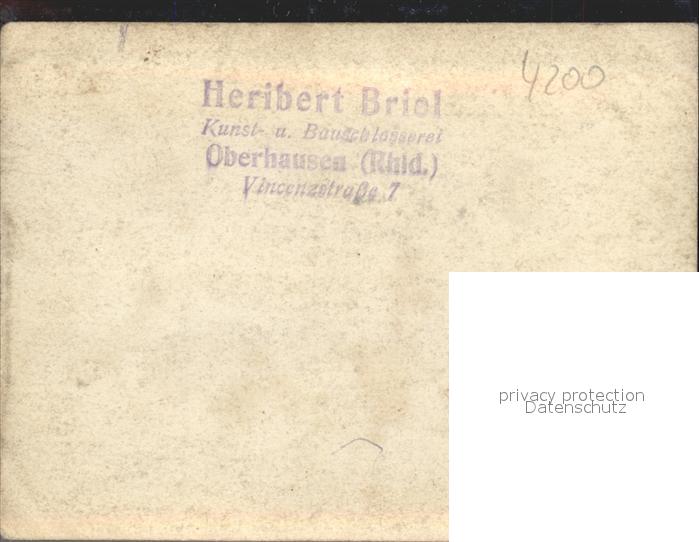 4200
Heribert Briol
Kunst- u. Bauschlosserei
Oberhausen (Rhld.)
Vincenzstraße 7
privacy protection
Datenschutz